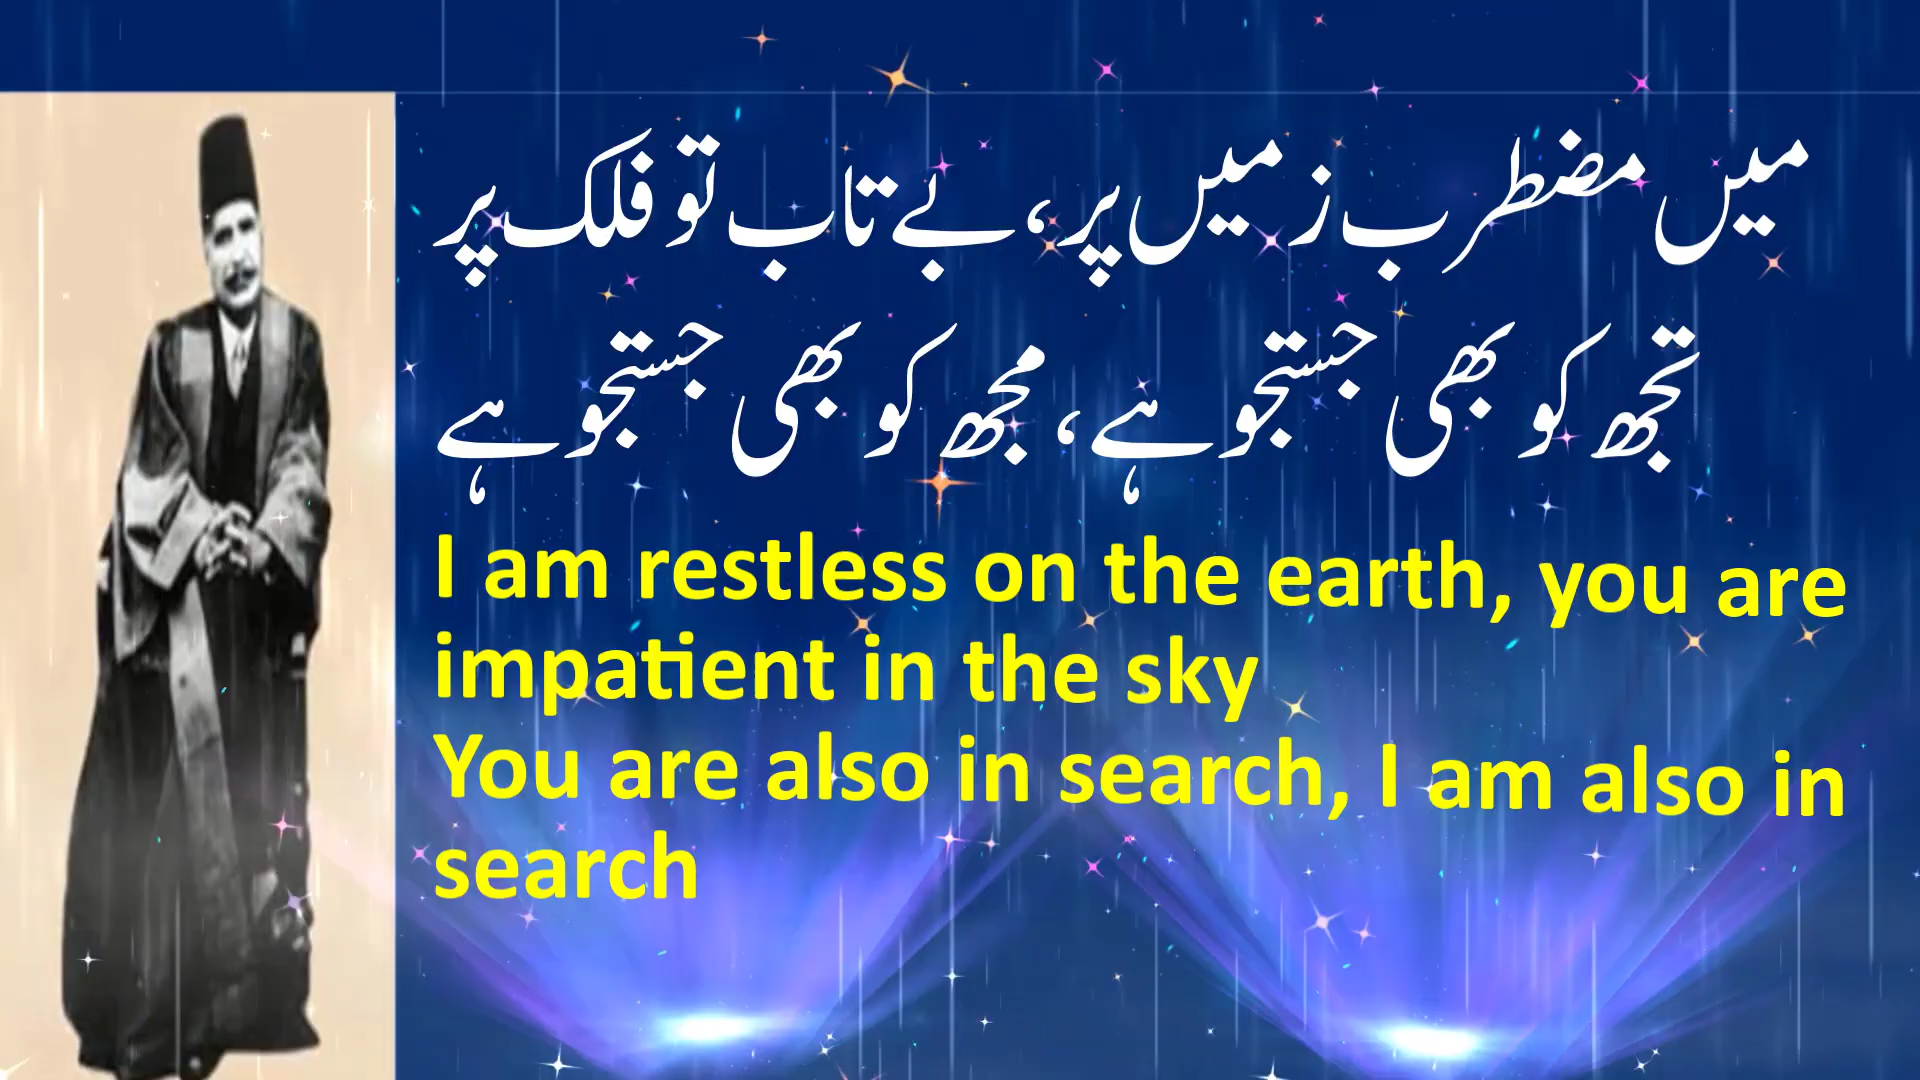 میں مضطرب زمیں پر، بے تاب تو فلک پر
تجھ کو بھی جستجو ہے، مجھ کو بھی جستجو ہے
I am restless on the earth, you are
impatient in the sky
You are also in search, I am also in
search